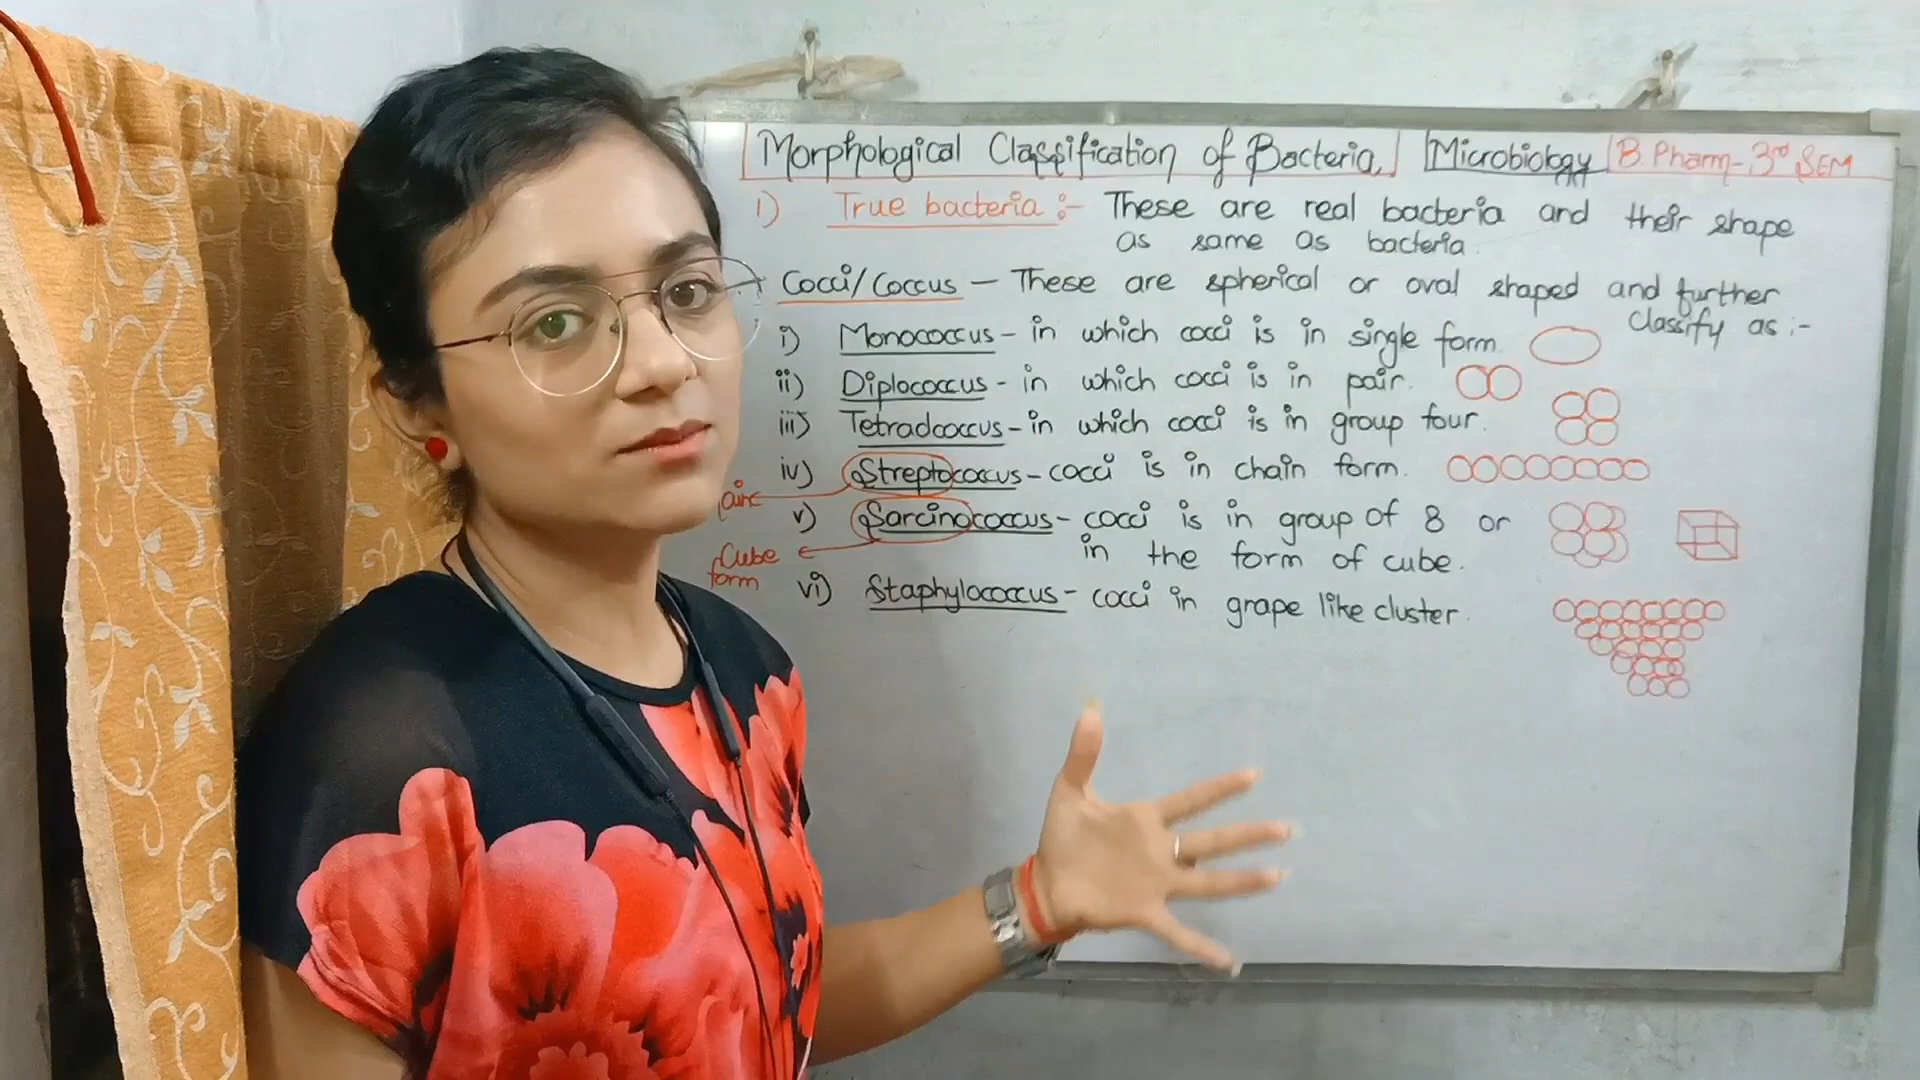 Morphological Classification of Bacteria, Microbiology B. Pharm - 3rd SEM
1) True bacteria :- These are real bacteria and their shape
as same as bacteria.
Cocci/Coccus — These are spherical or oval shaped and further
classify as :-
i) Monococcus - in which cocci is in single form.
ii) Diplococcus - in which cocci is in pair.
iii) Tetradcoccus - in which cocci is in group four.
iv) Streptococcus - cocci is in chain form.
v) Sarcinococcus - cocci is in group of 8 or
in the form of cube.
Cube
form
vi) Staphylococcus - cocci in grape like cluster.